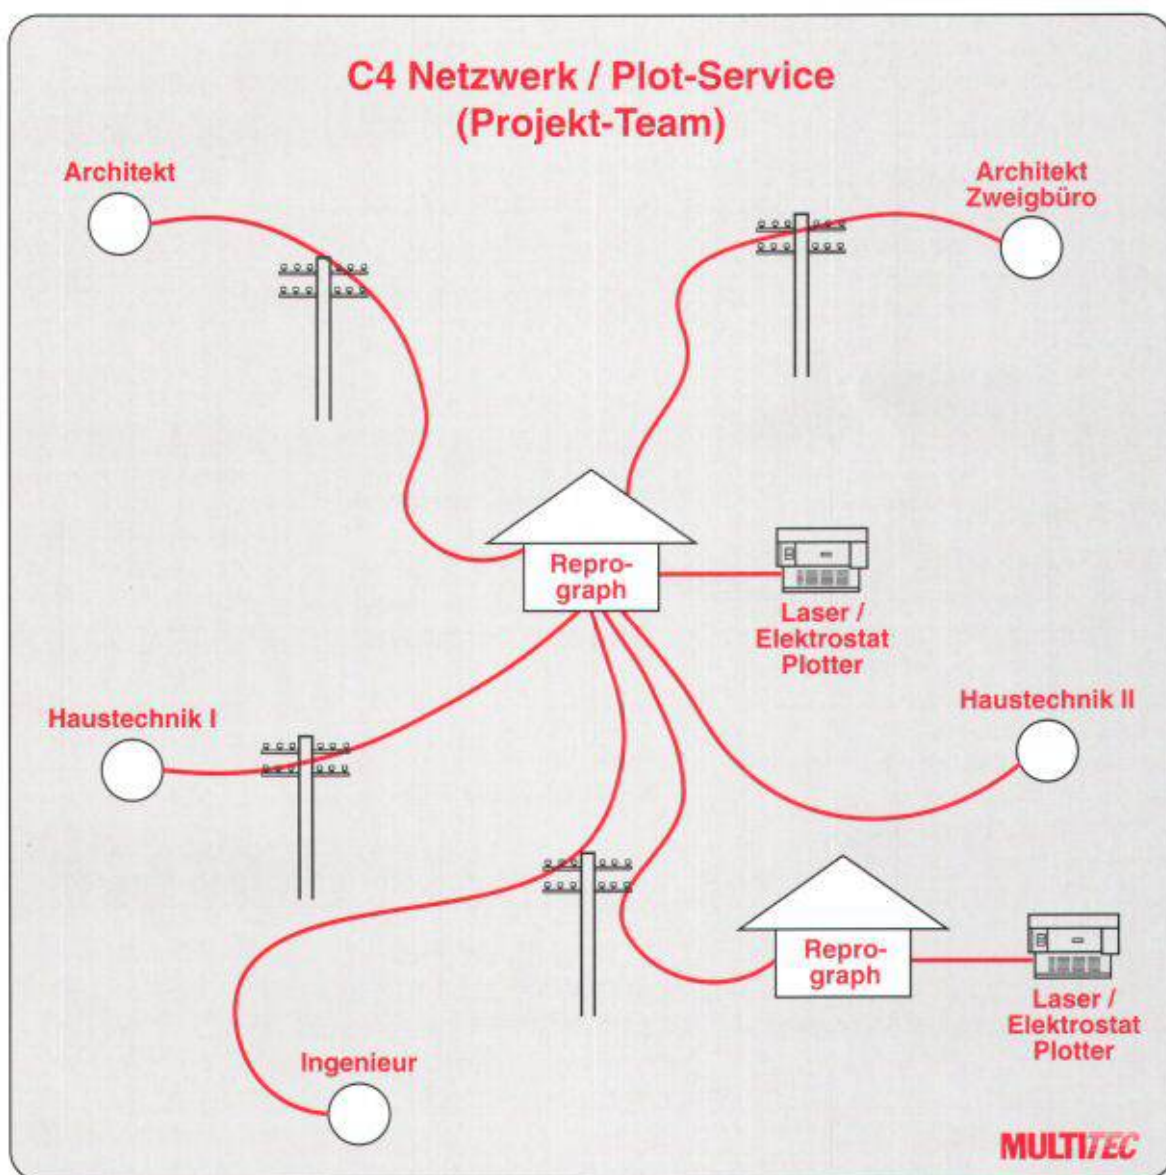 C4 Netzwerk / Plot-Service
(Projekt-Team)
Architekt
Architekt
Zweigbüro
Repro-
graph
Laser /
Elektrostat
Plotter
Haustechnik I
Haustechnik II
Repro-
graph
Laser /
Elektrostat
Plotter
Ingenieur
MULTITEC